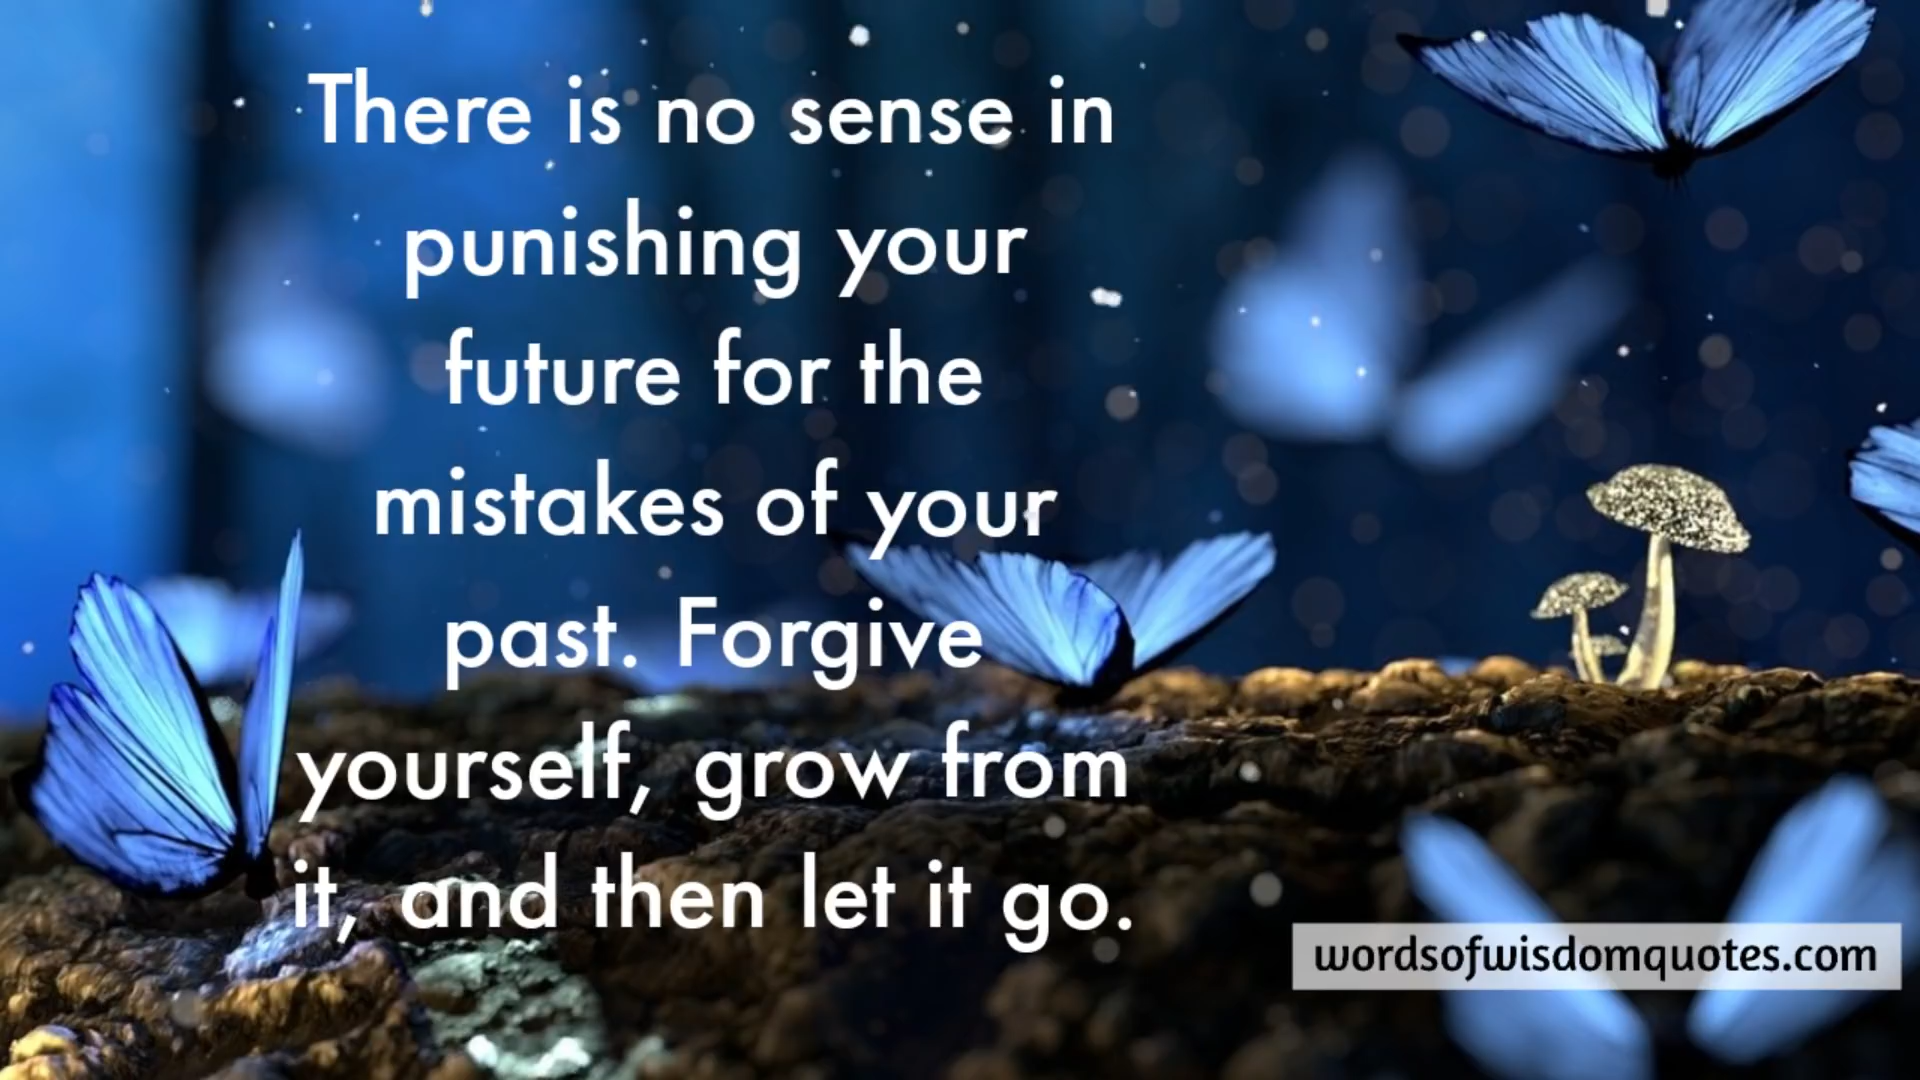 There is no sense in
punishing your
future for the
mistakes of your
past. Forgive
yourself, grow from
it, and then let it go.
wordsofwisdomquotes.com